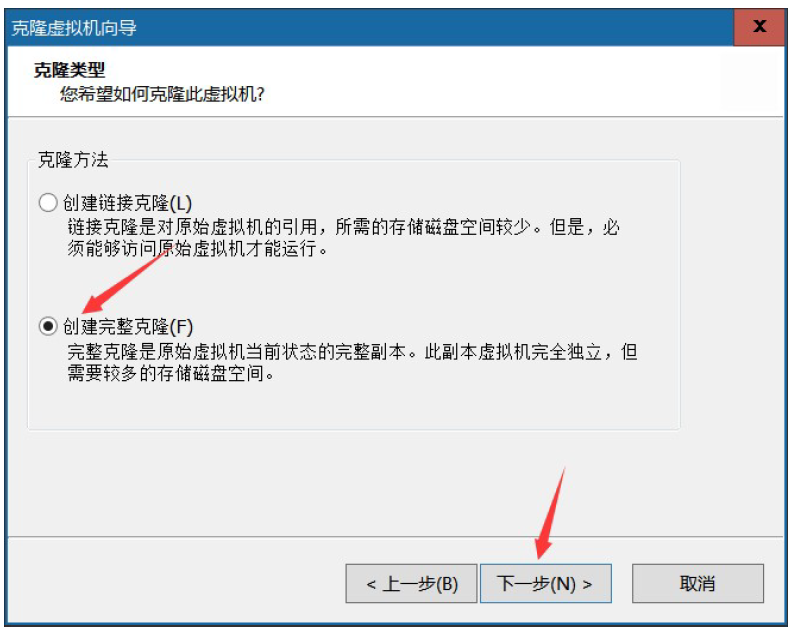 克隆虚拟机向导
X
克隆类型
您希望如何克隆此虚拟机?
克隆方法
创建链接克隆(L)
链接克隆是对原始虚拟机的引用，所需的存储磁盘空间较少。但是，必
须能够访问原始虚拟机才能运行。
创建完整克隆(F)
完整克隆是原始虚拟机当前状态的完整副本。此副本虚拟机完全独立，但
需要较多的存储磁盘空间。
< 上一步(B) 下一步(N) > 取消